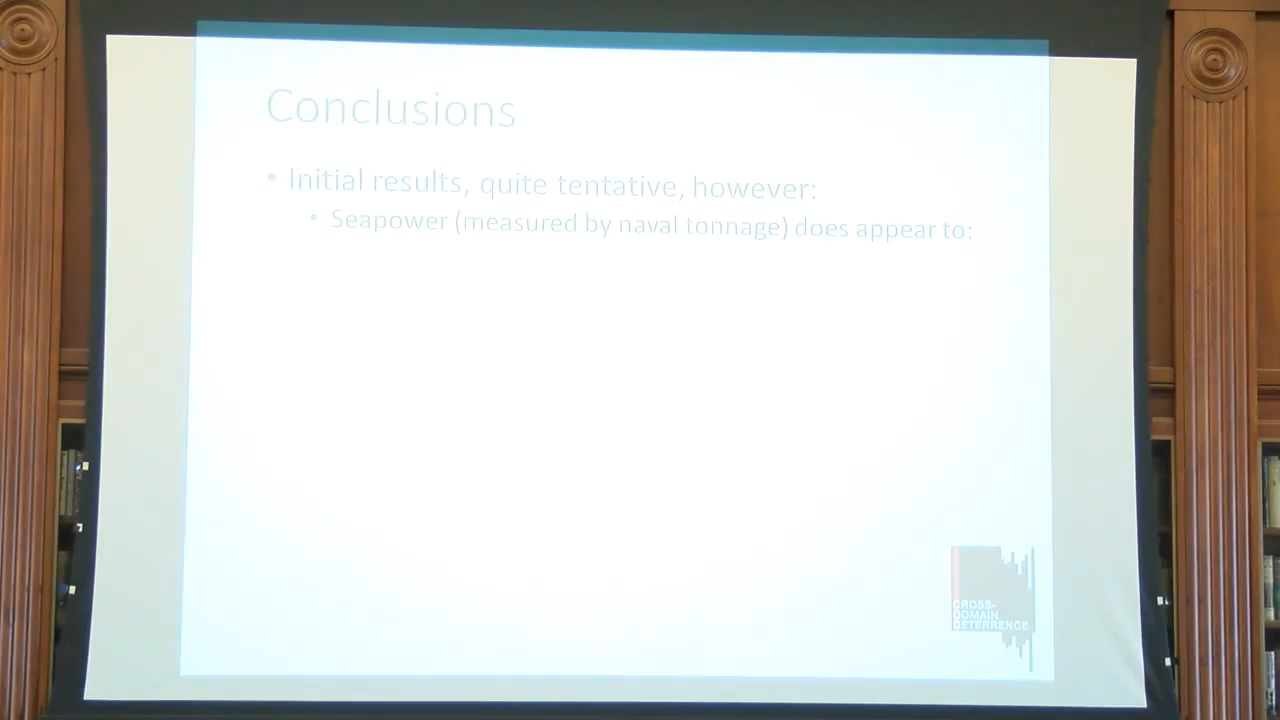 Conclusions
• Initial results, quite tentative, however:
• Seapower (measured by naval tonnage) does appear to:
CROSS-
DOMAIN
DETERRENCE